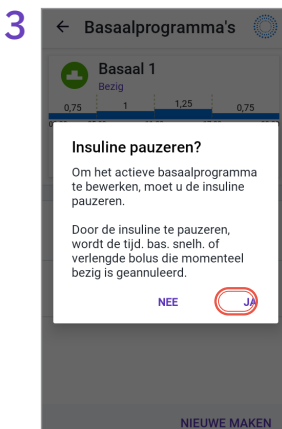 3
Basaalprogramma's
Basaal 1
Bezig
0,75 1 1,25 0,75
Insuline pauzeren?
Om het actieve basaalprogramma
te bewerken, moet u de insuline
pauzeren.
Door de insuline te pauzeren,
wordt de tijd. bas. snelh. of
verlengde bolus die momenteel
bezig is geannuleerd.
NEE JA
NIEUWE MAKEN